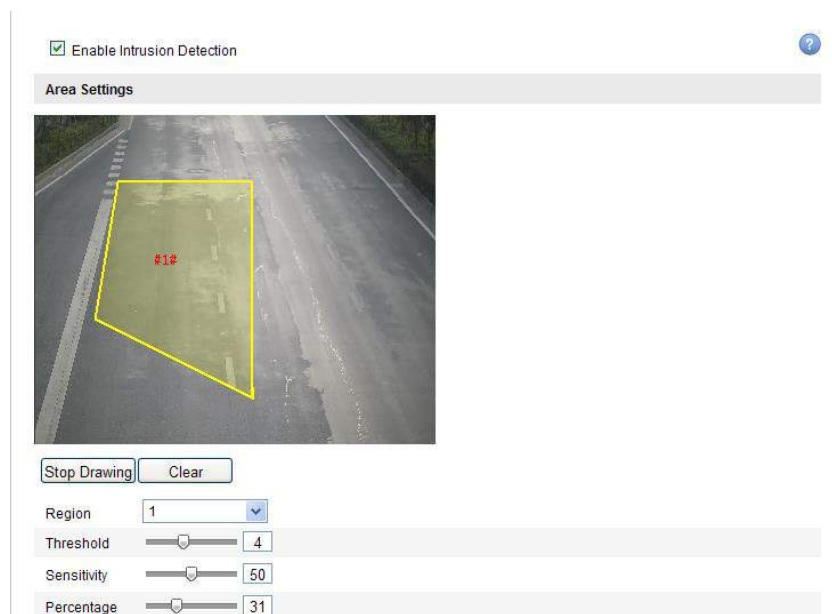 Enable Intrusion Detection
?
Area Settings
#1#
Stop Drawing Clear
Region 1
Threshold 4
Sensitivity 50
Percentage 31